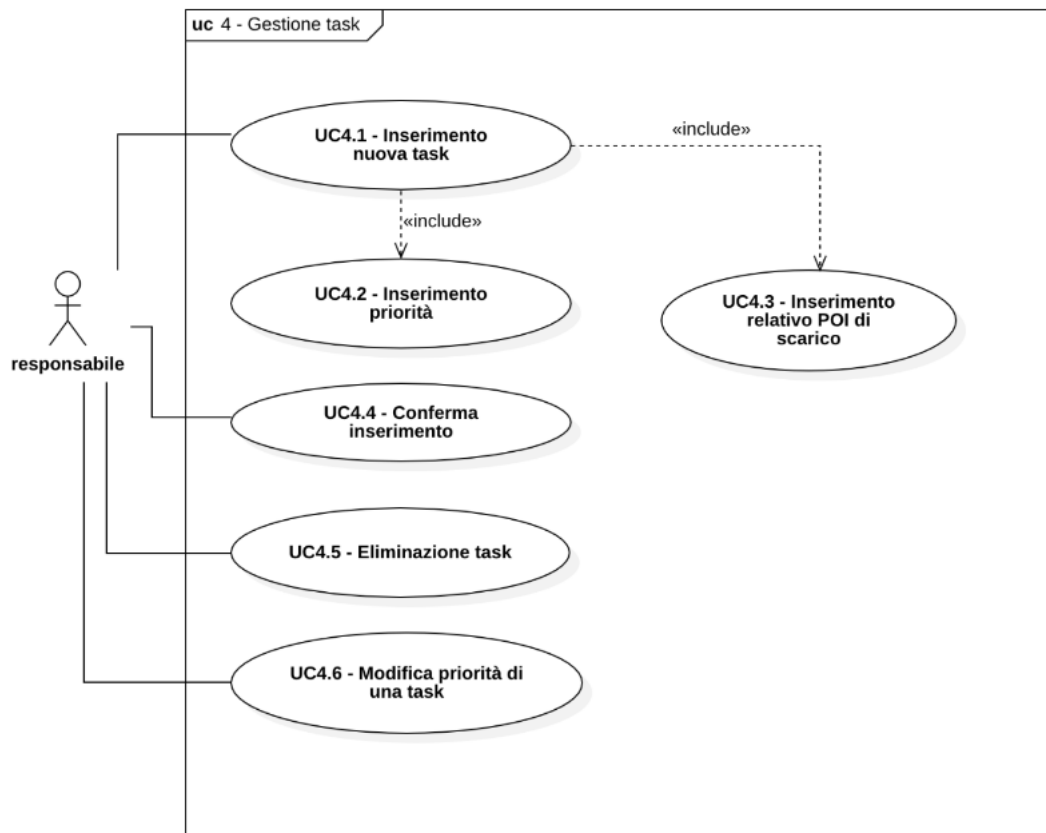 uc 4 - Gestione task
UC4.1 - Inserimento
nuova task
«include»
«include»
UC4.2 - Inserimento
priorità
UC4.3 - Inserimento
relativo POI di
scarico
responsabile
UC4.4 - Conferma
inserimento
UC4.5 - Eliminazione task
UC4.6 - Modifica priorità di
una task